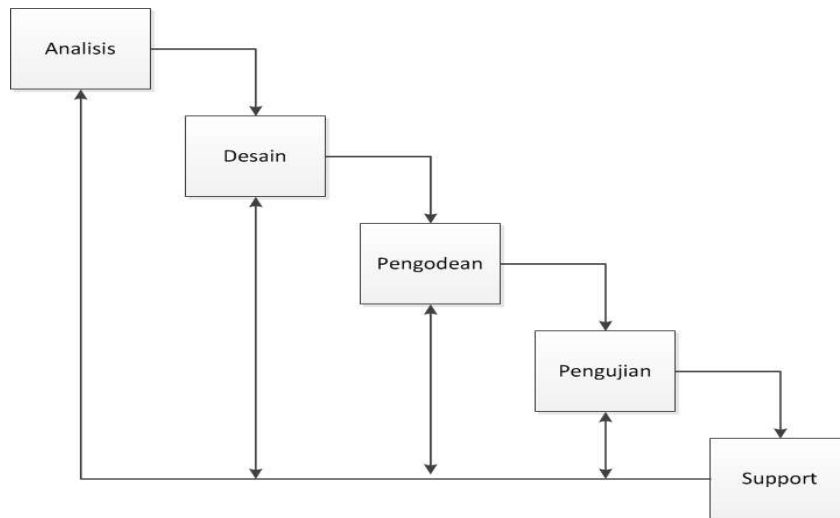 Analisis
Desain
Pengodean
Pengujian
Support